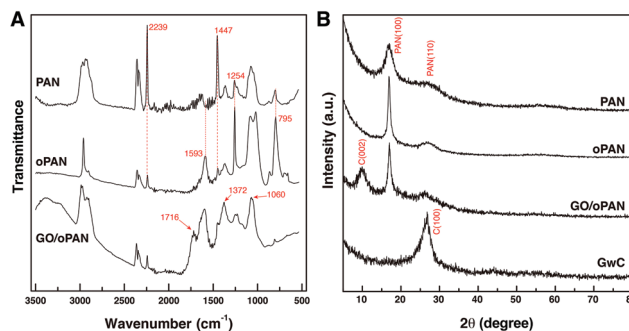 A
2239
1447
PAN
1254
oPAN
1593
795
1372
1060
1716
GO/oPAN
Transmittance
3500
2500
2000
1500
1000
500
Wavenumber (cm⁻¹)
B
PAN(100)
PAN(110)
PAN
oPAN
C(002)
GO/oPAN
C(100)
GwC
Intensity (a.u.)
10
20
30
40
50
60
70
80
2θ (degree)